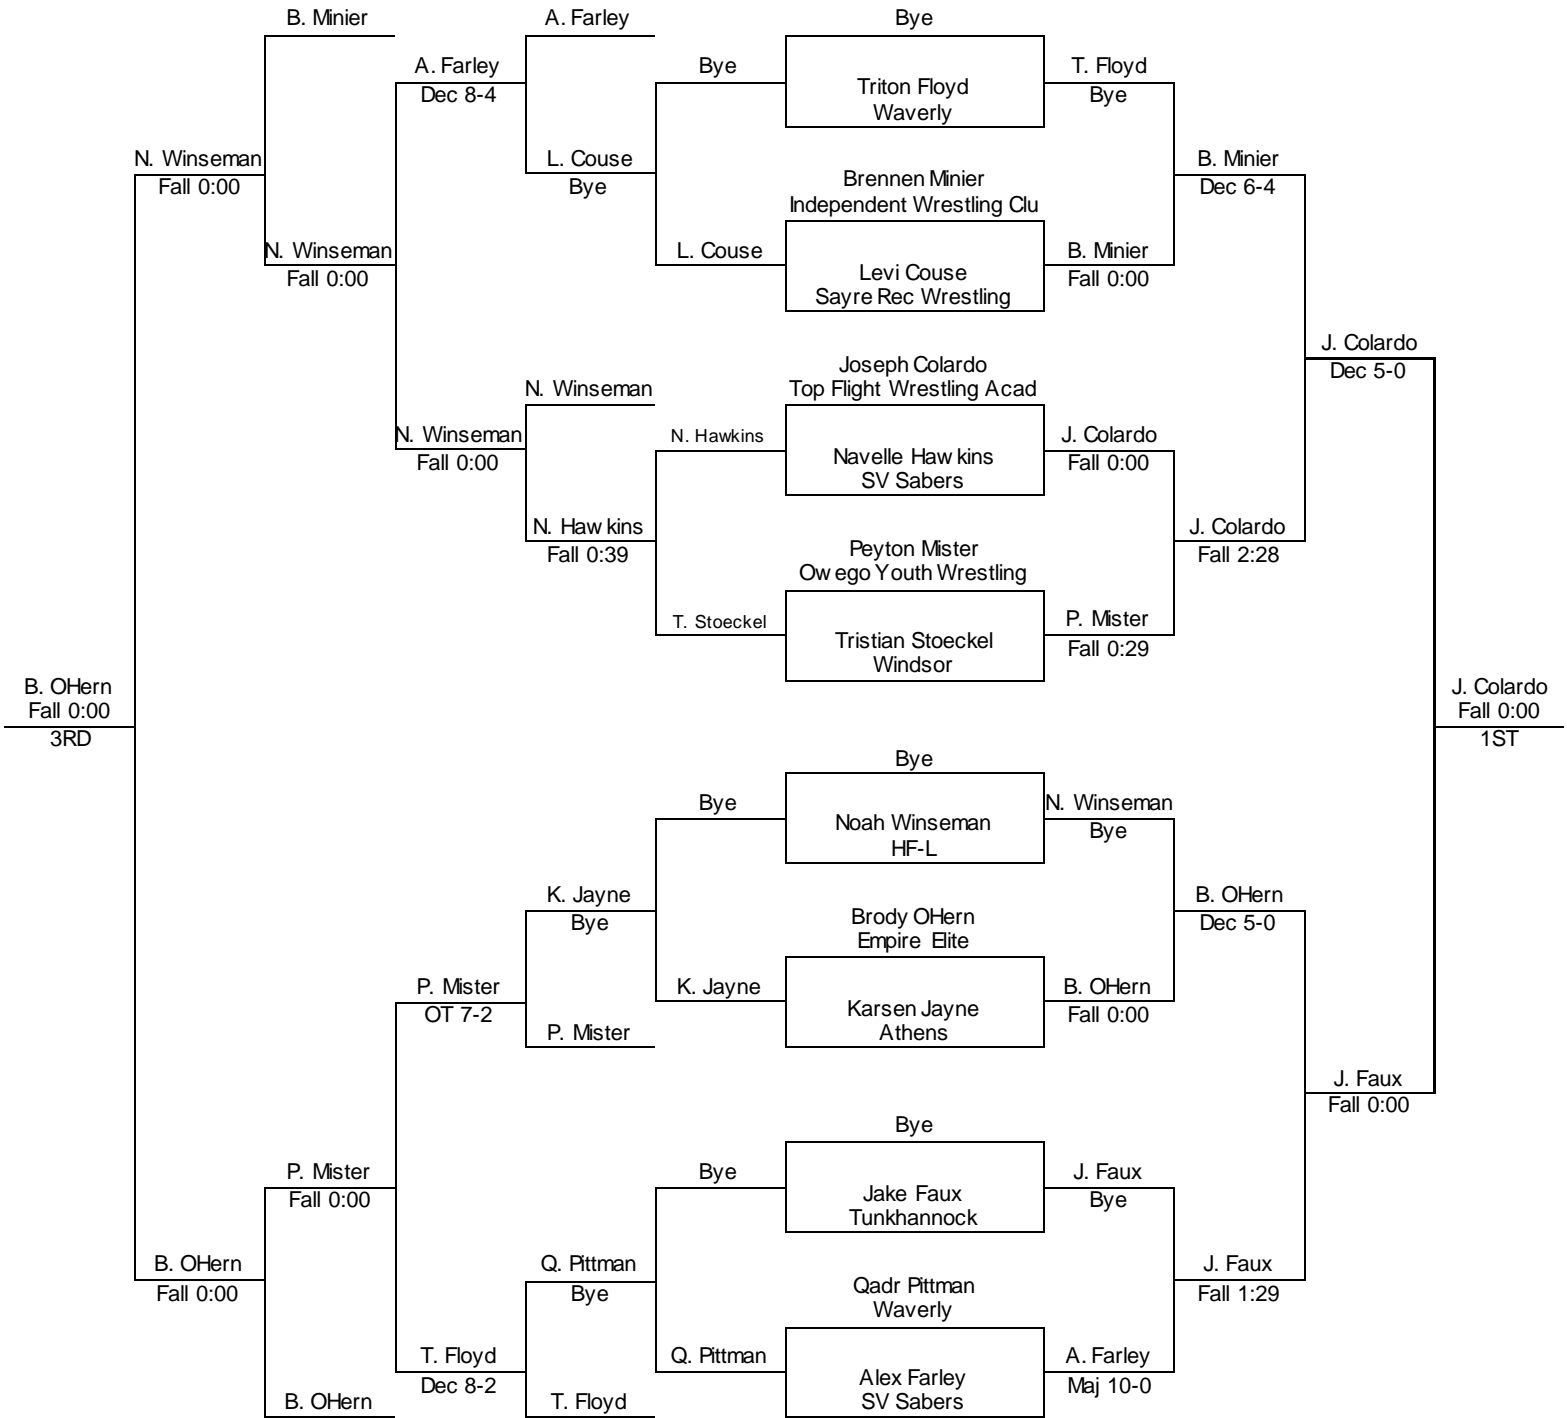 B. Minier
A. Farley
Bye
A. Farley
Dec 8-4
Bye
Triton Floyd
Waverly
T. Floyd
Bye
N. Winseman
Fall 0:00
L. Couse
Bye
Brennen Minier
Independent Wrestling Clu
B. Minier
Dec 6-4
N. Winseman
Fall 0:00
L. Couse
Levi Couse
Sayre Rec Wrestling
B. Minier
Fall 0:00
J. Colardo
Dec 5-0
N. Winseman
Joseph Colardo
Top Flight Wrestling Acad
N. Winseman
Fall 0:00
N. Hawkins
Navelle Hawkins
SV Sabers
J. Colardo
Fall 0:00
N. Hawkins
Fall 0:39
Peyton Mister
Owego Youth Wrestling
J. Colardo
Fall 2:28
T. Stoeckel
Tristian Stoeckel
Windsor
P. Mister
Fall 0:29
B. OHern
Fall 0:00
3RD
J. Colardo
Fall 0:00
1ST
Bye
Bye
Noah Winseman
HF-L
N. Winseman
Bye
K. Jayne
Bye
Brody OHern
Empire Elite
B. OHern
Dec 5-0
P. Mister
OT 7-2
K. Jayne
Karsen Jayne
Athens
B. OHern
Fall 0:00
P. Mister
J. Faux
Fall 0:00
Bye
P. Mister
Fall 0:00
Bye
Jake Faux
Tunkhannock
J. Faux
Bye
B. OHern
Fall 0:00
Q. Pittman
Bye
Qadr Pittman
Waverly
J. Faux
Fall 1:29
T. Floyd
Dec 8-2
Q. Pittman
Alex Farley
SV Sabers
A. Farley
Maj 10-0
B. OHern
T. Floyd